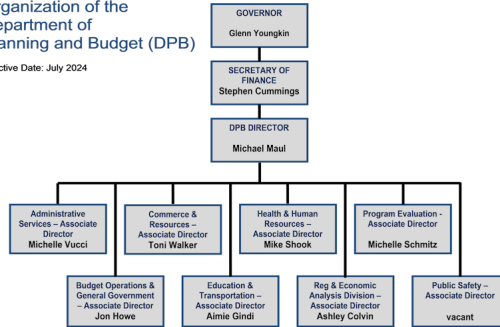 rganization of the
epartment of
anning and Budget (DPB)
ctive Date: July 2024
GOVERNOR
Glenn Youngkin
SECRETARY OF
FINANCE
Stephen Cummings
DPB DIRECTOR
Michael Maul
Administrative
Services – Associate
Director
Michelle Vucci
Commerce &
Resources –
Associate Director
Toni Walker
Health & Human
Resources –
Associate Director
Mike Shook
Program Evaluation -
Associate Director
Michelle Schmitz
Budget Operations &
General Government –
Associate Director
Jon Howe
Education &
Transportation –
Associate Director
Aimie Gindi
Reg & Economic
Analysis Division –
Associate Director
Ashley Colvin
Public Safety –
Associate Director
vacant